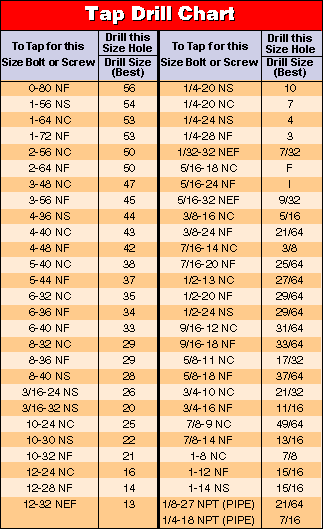 Tap Drill Chart
To Tap for this Size Bolt or Screw | Drill this Size Hole Drill Size (Best) | To Tap for this Size Bolt or Screw | Drill this Size Hole Drill Size (Best)
0-80 NF 56 1/4-20 NS 10
1-56 NS 54 1/4-20 NC 7
1-64 NC 53 1/4-24 NS 4
1-72 NF 53 1/4-28 NF 3
2-56 NC 50 1/32-32 NEF 7/32
2-64 NF 50 5/16-18 NC F
3-48 NC 47 5/16-24 NF I
3-56 NF 45 5/16-32 NEF 9/32
4-36 NS 44 3/8-16 NC 5/16
4-40 NC 43 3/8-24 NF 21/64
4-48 NF 42 7/16-14 NC 3/8
5-40 NC 38 7/16-20 NF 25/64
5-44 NF 37 1/2-13 NC 27/64
6-32 NC 35 1/2-20 NF 29/64
6-36 NF 34 1/2-24 NS 29/64
6-40 NF 33 9/16-12 NC 31/64
8-32 NC 29 9/16-18 NF 33/64
8-36 NF 29 5/8-11 NC 17/32
8-40 NS 28 5/8-18 NF 37/64
3/16-24 NS 26 3/4-10 NC 21/32
3/16-32 NS 20 3/4-16 NF 11/16
10-24 NC 25 7/8-9 NC 49/64
10-30 NS 22 7/8-14 NF 13/16
10-32 NF 21 1-8 NC 7/8
12-24 NC 16 1-12 NF 15/16
12-28 NF 14 1-14 NS 15/16
12-32 NEF 13 1/8-27 NPT (PIPE) 21/64
1/4-18 NPT (PIPE) 7/16